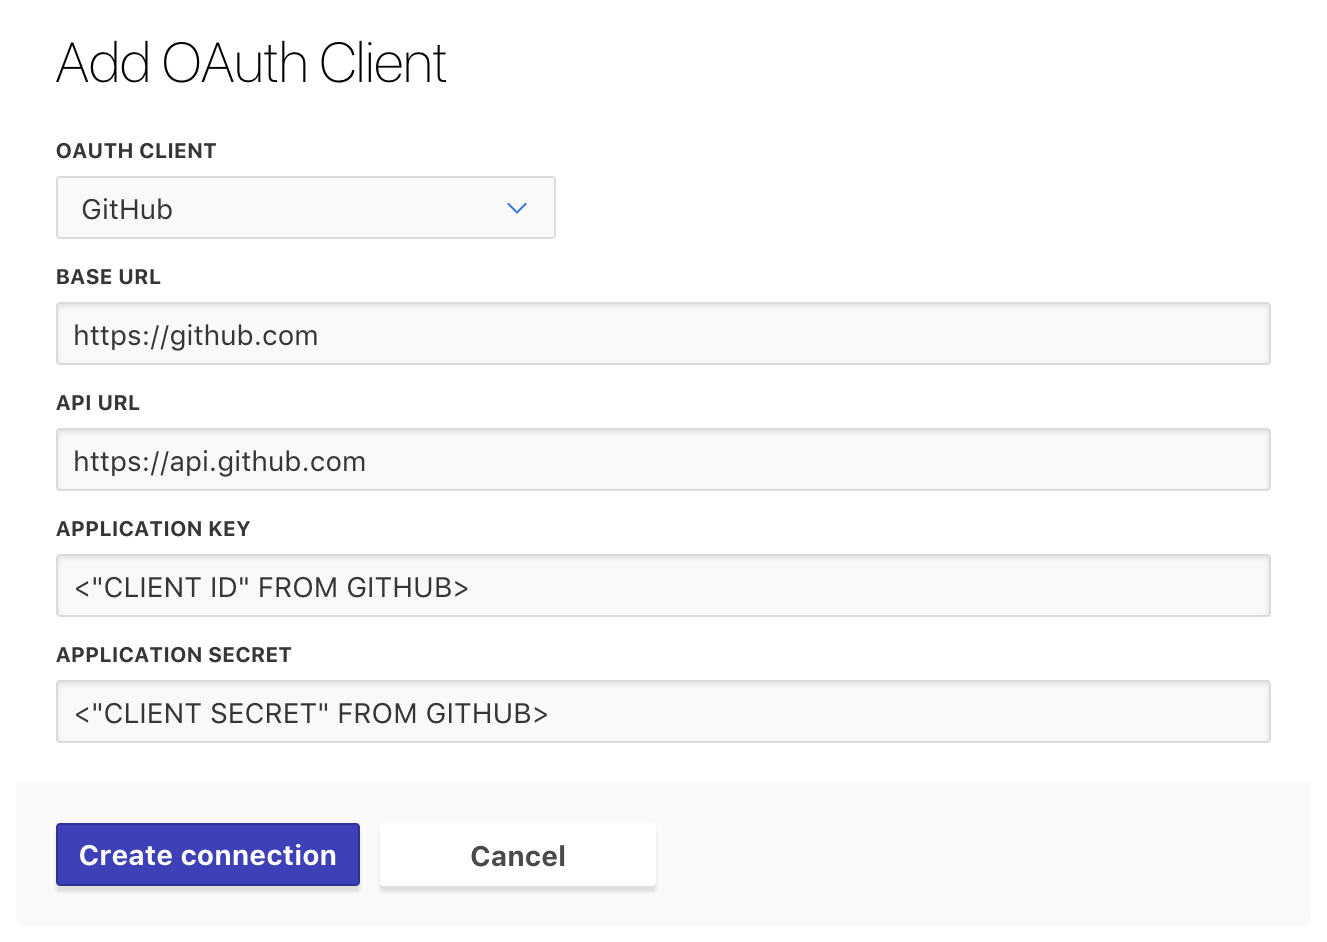 Add OAuth Client
OAUTH CLIENT
GitHub
BASE URL
https://github.com
API URL
https://api.github.com
APPLICATION KEY
<"CLIENT ID" FROM GITHUB>
APPLICATION SECRET
<"CLIENT SECRET" FROM GITHUB>
Create connection Cancel